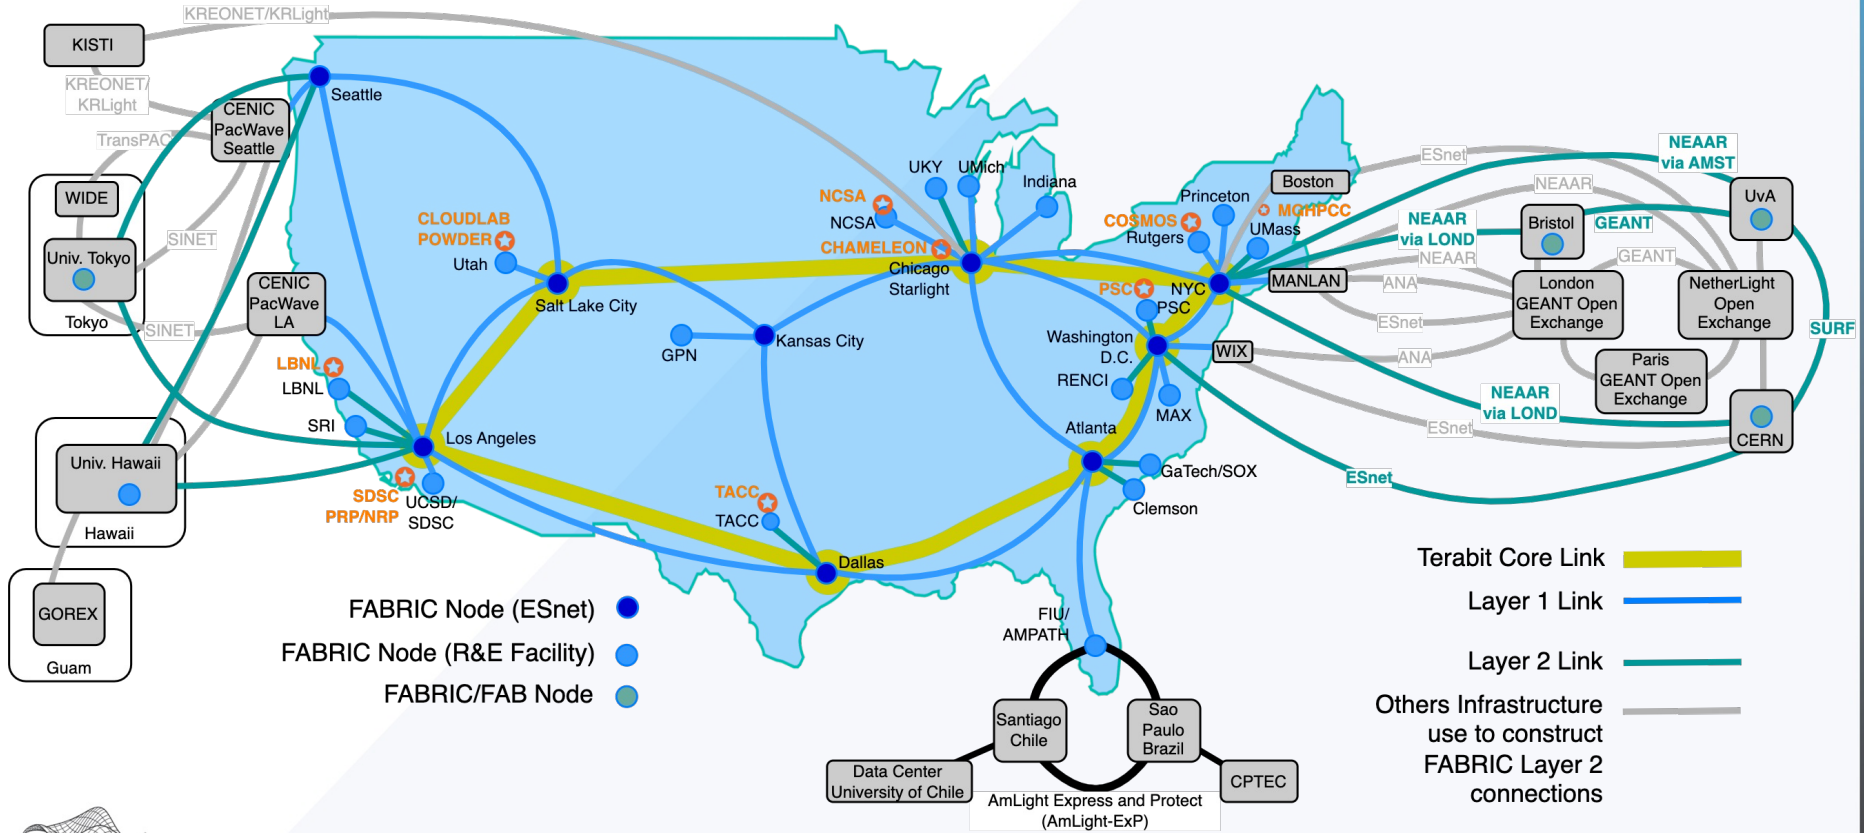 KREONET/KRLight
KISTI
KREONET/
KRLight
TransPAC
CENIC
PacWave
Seattle
Seattle
WIDE
Univ. Tokyo
Tokyo
SINET
SINET
CENIC
PacWave
LA
LBNL
LBNL
SRI
Los Angeles
SDSC
PRP/NRP
UCSD/
SDSC
Univ. Hawaii
Hawaii
GOREX
Guam
CLOUDLAB
POWDER
Utah
Salt Lake City
GPN
Kansas City
TACC
TACC
Dallas
NCSA
NCSA
CHAMELEON
Chicago
Starlight
UKY
UMich
Indiana
COSMOS
Rutgers
Princeton
MGHPCC
UMass
Boston
NYC
MANLAN
PSC
PSC
Washington
D.C.
WIX
RENCI
MAX
Atlanta
GaTech/SOX
Clemson
FIU/
AMPATH
Santiago
Chile
Sao
Paulo
Brazil
Data Center
University of Chile
CPTEC
AmLight Express and Protect
(AmLight-ExP)
ESnet
NEAAR
via AMST
NEAAR
NEAAR
via LOND
GEANT
Bristol
UvA
NEAAR
GEANT
ANA
ESnet
ANA
London
GEANT Open
Exchange
NetherLight
Open
Exchange
SURF
Paris
GEANT Open
Exchange
NEAAR
via LOND
ESnet
CERN
ESnet
FABRIC Node (ESnet)
FABRIC Node (R&E Facility)
FABRIC/FAB Node
Terabit Core Link
Layer 1 Link
Layer 2 Link
Others Infrastructure
use to construct
FABRIC Layer 2
connections